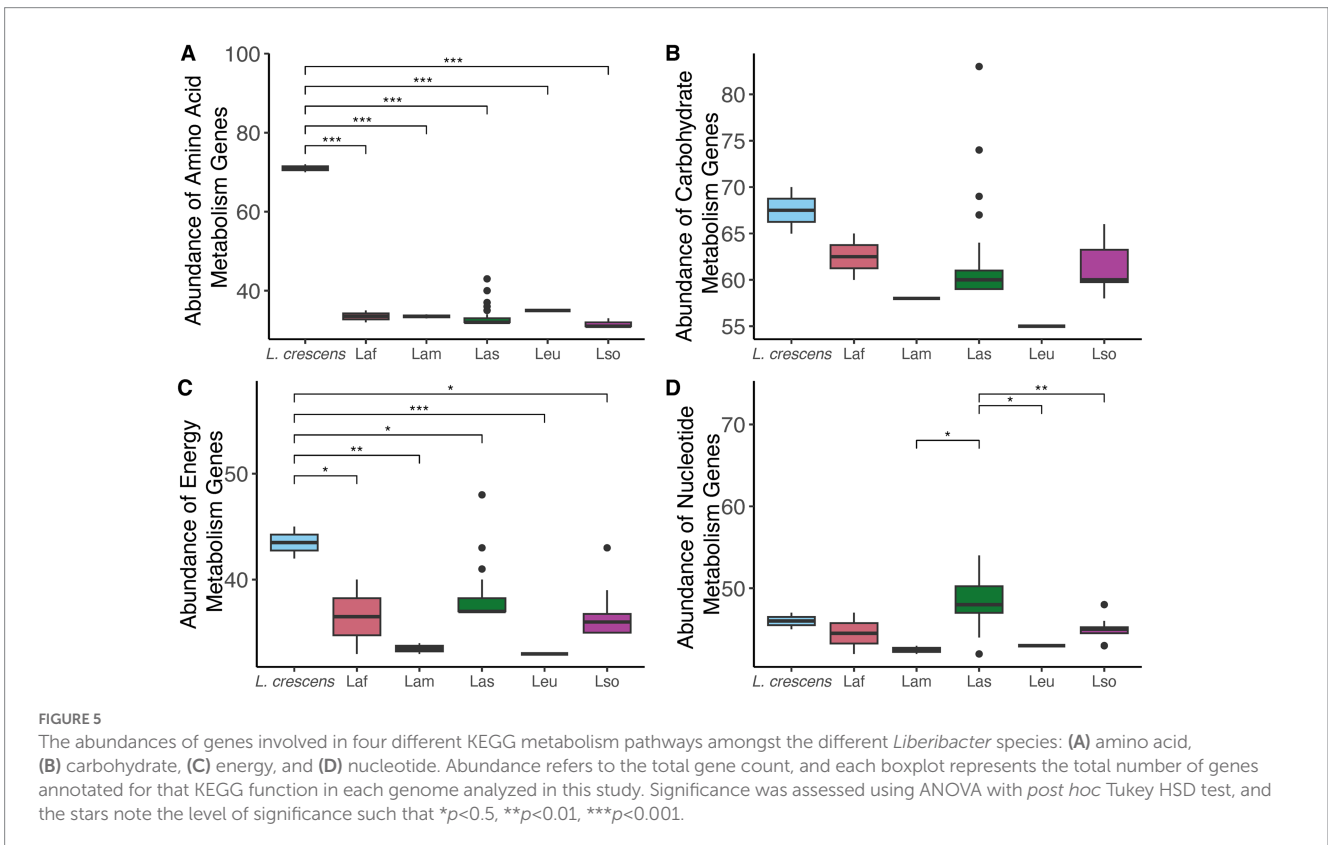 A
Abundance of Amino Acid
Metabolism Genes
100
80
60
40
***
***
***
***
***
L. crescens Laf Lam Las Leu Lso
B
Abundance of Carbohydrate
Metabolism Genes
80
75
70
65
60
55
L. crescens Laf Lam Las Leu Lso
C
Abundance of Energy
Metabolism Genes
50
40
*
***
*
**
*
L. crescens Laf Lam Las Leu Lso
D
Abundance of Nucleotide
Metabolism Genes
70
60
50
**
*
*
L. crescens Laf Lam Las Leu Lso
FIGURE 5
The abundances of genes involved in four different KEGG metabolism pathways amongst the different Liberibacter species: (A) amino acid,
(B) carbohydrate, (C) energy, and (D) nucleotide. Abundance refers to the total gene count, and each boxplot represents the total number of genes
annotated for that KEGG function in each genome analyzed in this study. Significance was assessed using ANOVA with post hoc Tukey HSD test, and
the stars note the level of significance such that *p<0.5, **p<0.01, ***p<0.001.